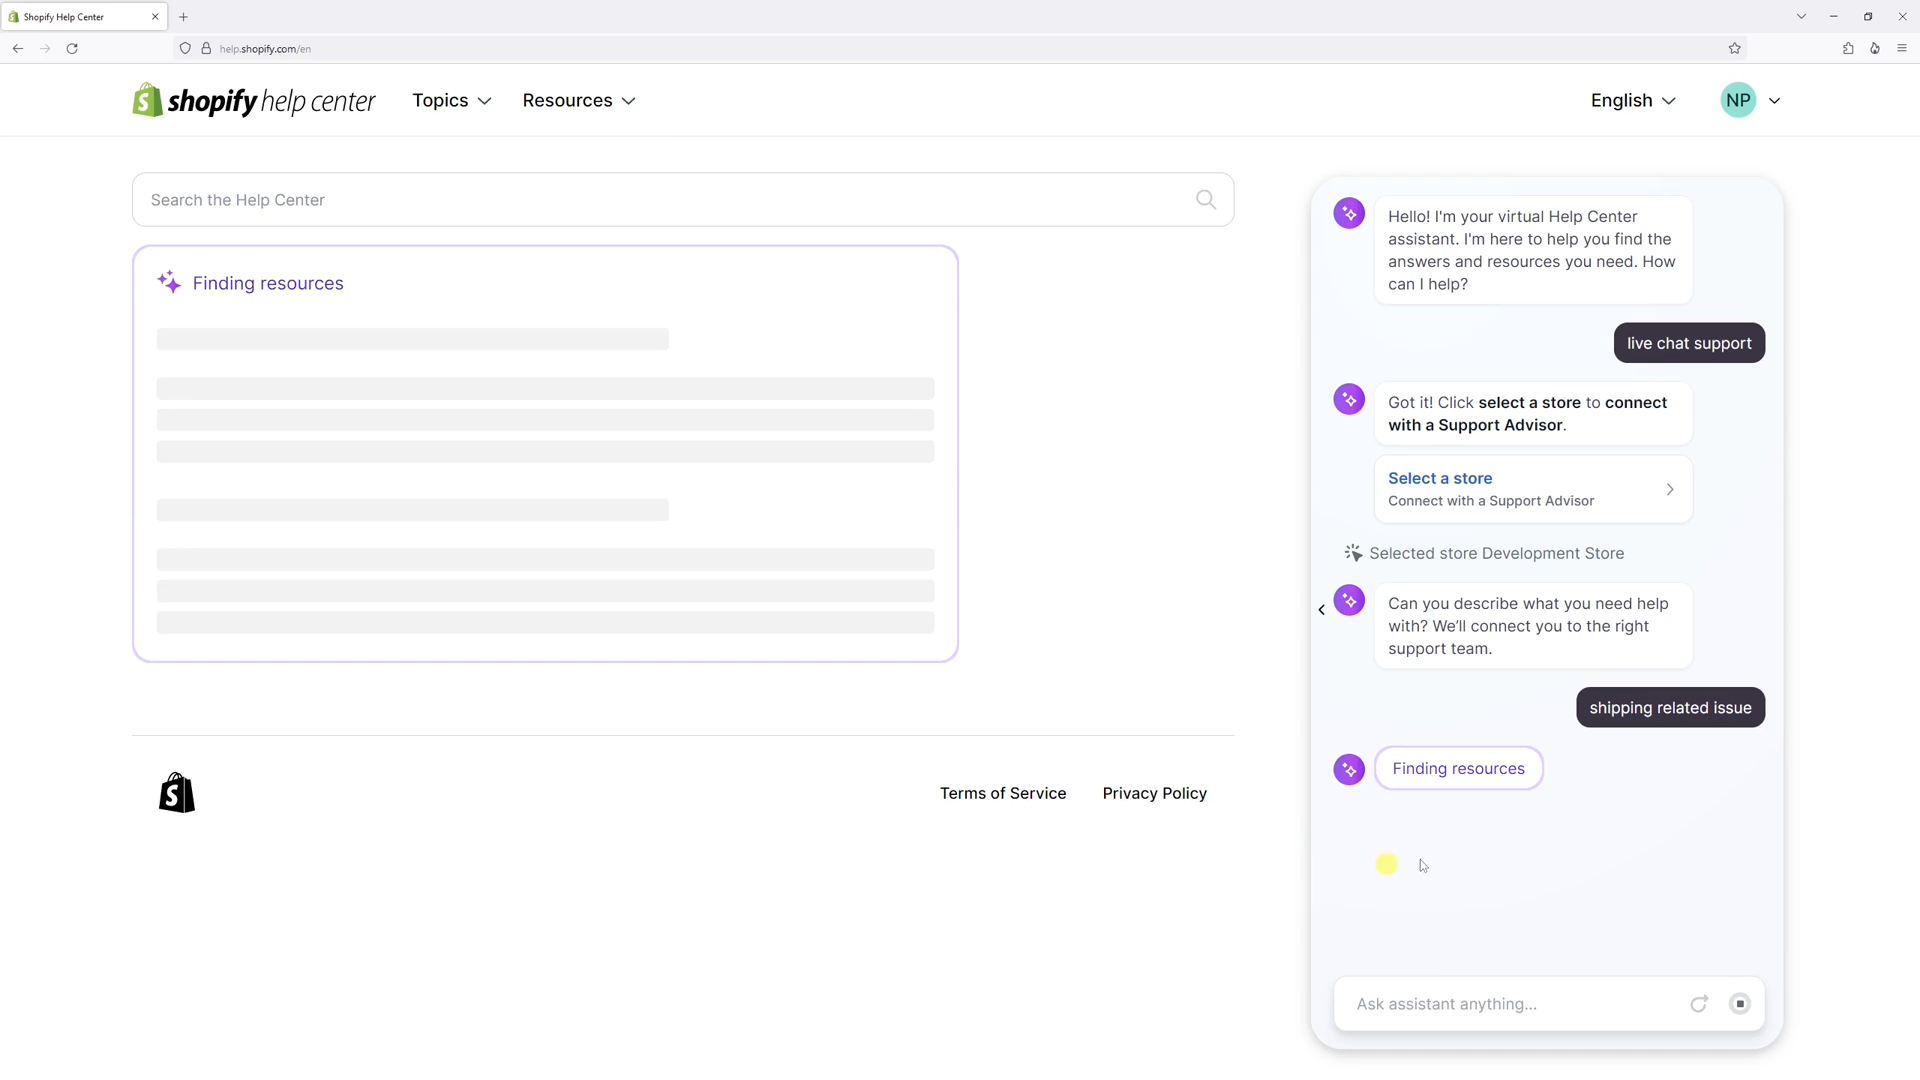 Shopify Help Center
help.shopify.com/en
shopify help center
Topics
Resources
English
NP
Search the Help Center
Finding resources
Terms of Service
Privacy Policy
Hello! I'm your virtual Help Center
assistant. I'm here to help you find the
answers and resources you need. How
can I help?
live chat support
Got it! Click select a store to connect
with a Support Advisor.
Select a store
Connect with a Support Advisor
Selected store Development Store
Can you describe what you need help
with? We’ll connect you to the right
support team.
shipping related issue
Finding resources
Ask assistant anything...